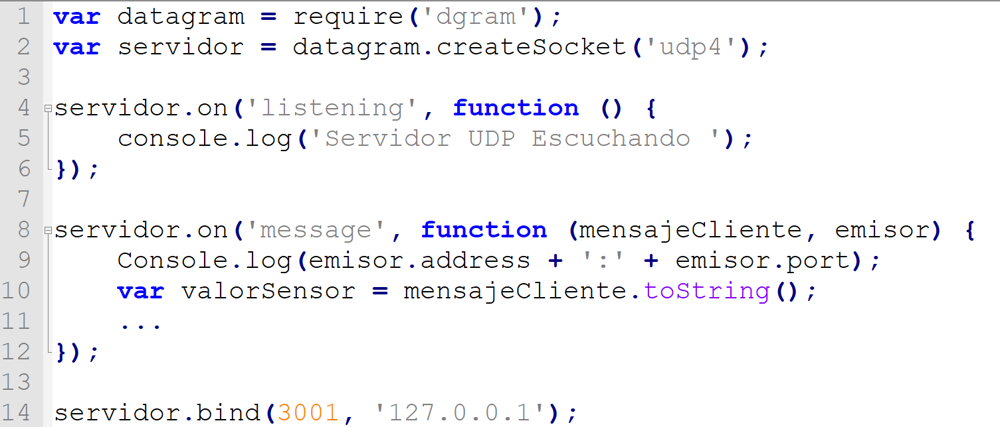 1 var datagram = require('dgram');
2 var servidor = datagram.createSocket('udp4');
3
4 servidor.on('listening', function () {
5     console.log('Servidor UDP Escuchando ');
6 });
7
8 servidor.on('message', function (mensajeCliente, emisor) {
9     Console.log(emisor.address + ':' + emisor.port);
10     var valorSensor = mensajeCliente.toString();
11     ...
12 });
13
14 servidor.bind(3001, '127.0.0.1');